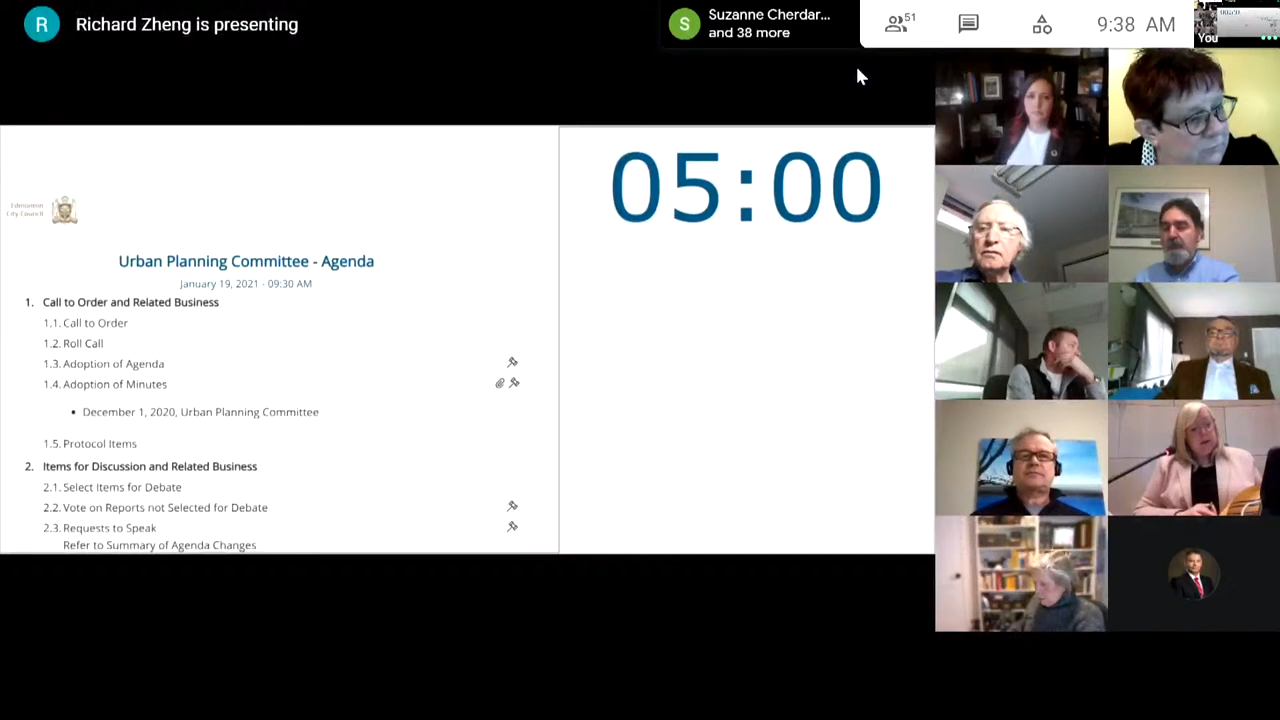 R
Richard Zheng is presenting
S
Suzanne Cherdar...
and 38 more
51
9:38 AM
You
05:00
Edmonton
City Council
Urban Planning Committee - Agenda
January 19, 2021 - 09:30 AM
1. Call to Order and Related Business
1.1. Call to Order
1.2. Roll Call
1.3. Adoption of Agenda
1.4. Adoption of Minutes
• December 1, 2020, Urban Planning Committee
1.5. Protocol Items
2. Items for Discussion and Related Business
2.1. Select Items for Debate
2.2. Vote on Reports not Selected for Debate
2.3. Requests to Speak
Refer to Summary of Agenda Changes